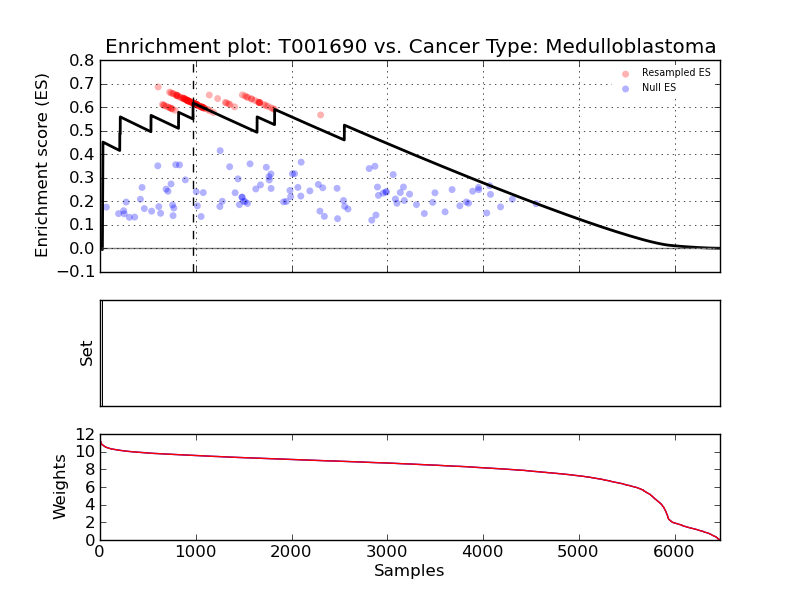 Enrichment plot: T001690 vs. Cancer Type: Medulloblastoma
0.8
0.7
0.6
0.5
0.4
0.3
0.2
0.1
0.0
−0.1
Enrichment score (ES)
Resampled ES
Null ES
Set
12
10
8
6
4
2
0
Weights
0 1000 2000 3000 4000 5000 6000
Samples